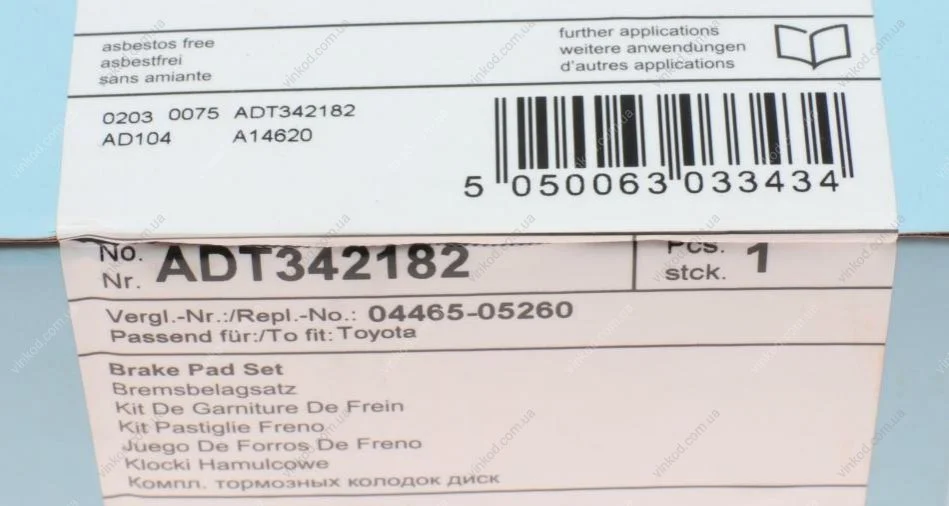 asbestos free
asbestfrei
sans amiante
further applications
weitere anwendungen
d'autres applications
0203 0075 ADT342182
AD104 A14620
5 050063 033434
No.
Nr. ADT342182
Pcs.
stck. 1
Vergl.-Nr.:/Repl.-No.: 04465-05260
Passend für:/To fit: Toyota
Brake Pad Set
Bremsbelagsatz
Kit De Garniture De Frein
Kit Pastiglie Freno
Juego De Forros De Freno
Klocki Hamulcowe
Компл. тормозных колодок диск
vinkod.com.ua